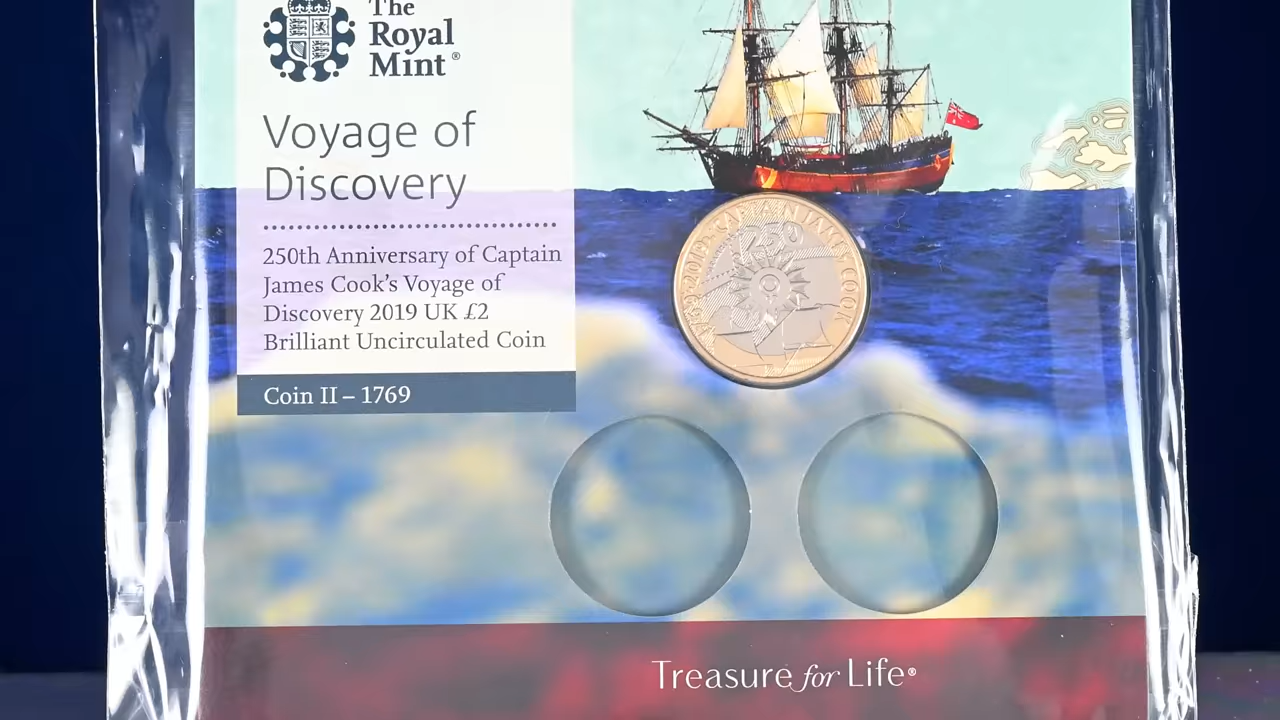 The
Royal
Mint®
Voyage of
Discovery
250th Anniversary of Captain
James Cook's Voyage of
Discovery 2019 UK £2
Brilliant Uncirculated Coin
Coin II – 1769
CAPTAIN JAMES COOK
250
Treasure for Life®